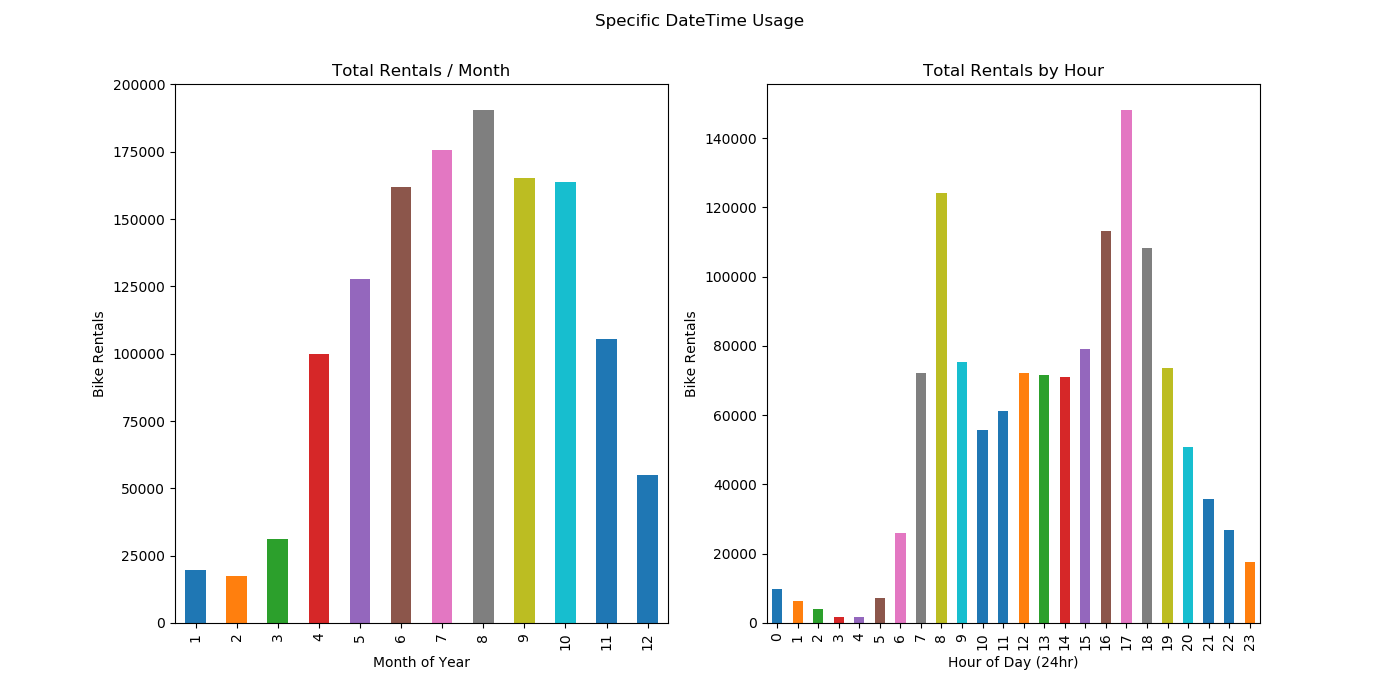 Specific DateTime Usage
Total Rentals / Month
200000
175000
150000
125000
100000
75000
50000
25000
0
Bike Rentals
1 2 3 4 5 6 7 8 9 10 11 12
Month of Year
Total Rentals by Hour
140000
120000
100000
80000
60000
40000
20000
0
Bike Rentals
0 1 2 3 4 5 6 7 8 9 10 11 12 13 14 15 16 17 18 19 20 21 22 23
Hour of Day (24hr)